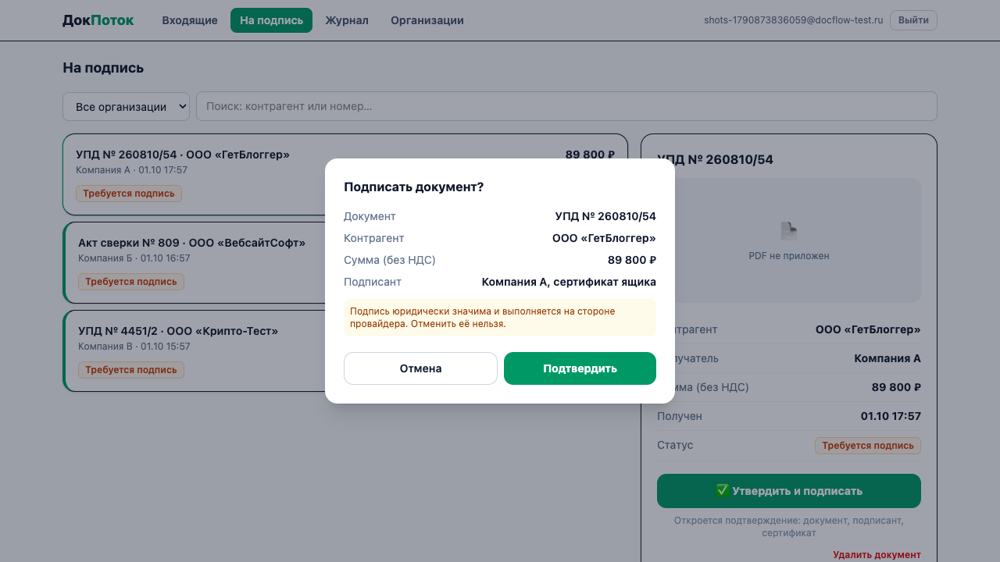 ДокПоток Входящие На подпись Журнал Организации shots-1790873836059@docflow-test.ru Выйти
На подпись
Все организации Поиск: контрагент или номер...
УПД № 260810/54 · ООО «ГетБлоггер» 89 800 ₽
Компания А · 01.10 17:57
Требуется подпись
Акт сверки № 809 · ООО «ВебсайтСофт»
Компания Б · 01.10 16:57
Требуется подпись
УПД № 4451/2 · ООО «Крипто-Тест»
Компания В · 01.10 15:57
Требуется подпись
Подписать документ?
Документ УПД № 260810/54
Контрагент ООО «ГетБлоггер»
Сумма (без НДС) 89 800 ₽
Подписант Компания А, сертификат ящика
Подпись юридически значима и выполняется на стороне
провайдера. Отменить её нельзя.
Отмена Подтвердить
УПД № 260810/54
PDF не приложен
ООО «ГетБлоггер»
Компания А
(без НДС) 89 800 ₽
Получен 01.10 17:57
Статус Требуется подпись
✅ Утвердить и подписать
Откроется подтверждение: документ, подписант,
сертификат
Удалить документ